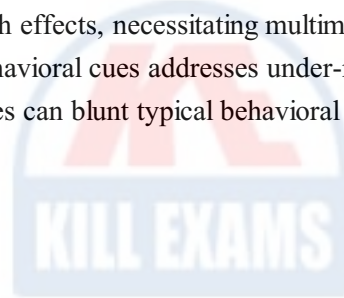 h effects, necessitating multim
navioral cues addresses under-
es can blunt typical behavioral
KILL EXAMS